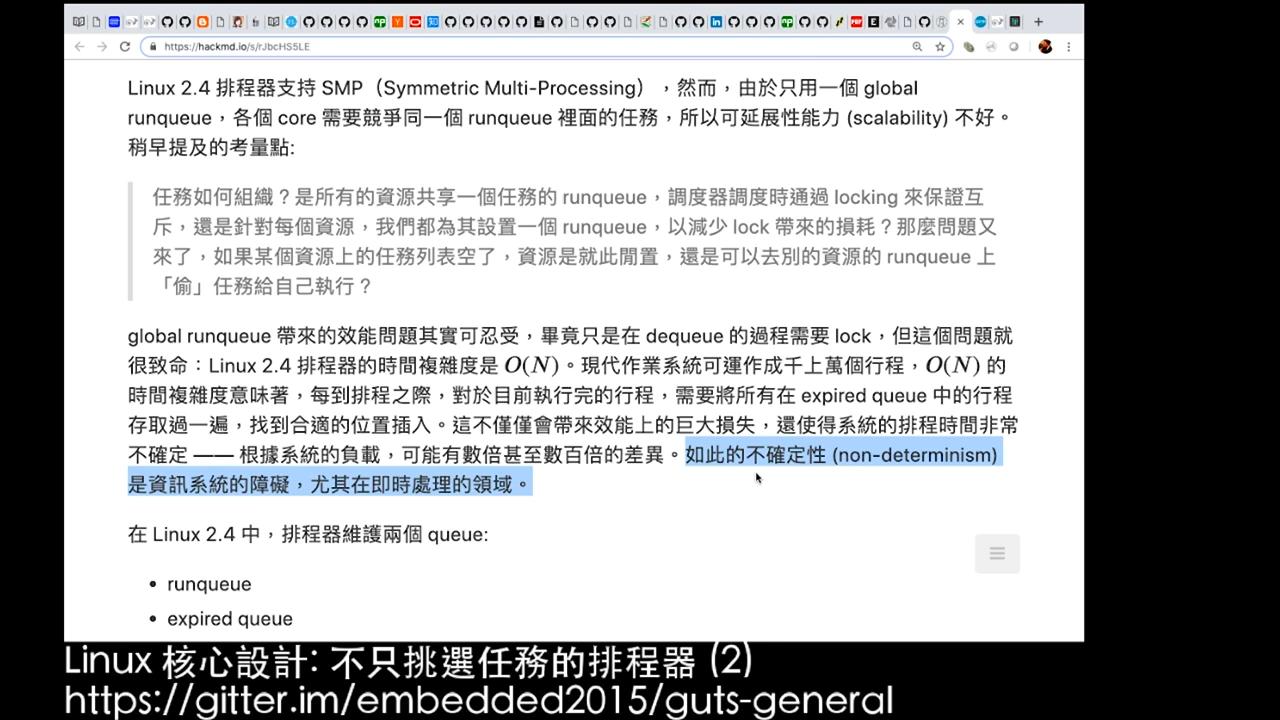 https://hackmd.io/s/rJbcHS5LE
Linux 2.4 排程器支持 SMP（Symmetric Multi-Processing），然而，由於只用一個 global
runqueue，各個 core 需要競爭同一個 runqueue 裡面的任務，所以可延展性能力 (scalability) 不好。
稍早提及的考量點:
任務如何組織？是所有的資源共享一個任務的 runqueue，調度器調度時通過 locking 來保證互
斥，還是針對每個資源，我們都為其設置一個 runqueue，以減少 lock 帶來的損耗？那麼問題又
來了，如果某個資源上的任務列表空了，資源是就此閒置，還是可以去別的資源的 runqueue 上
「偷」任務給自己執行？
global runqueue 帶來的效能問題其實可忍受，畢竟只是在 dequeue 的過程需要 lock，但這個問題就
很致命：Linux 2.4 排程器的時間複雜度是 O(N)。現代作業系統可運作成千上萬個行程，O(N) 的
時間複雜度意味著，每到排程之際，對於目前執行完的行程，需要將所有在 expired queue 中的行程
存取過一遍，找到合適的位置插入。這不僅僅會帶來效能上的巨大損失，還使得系統的排程時間非常
不確定 —— 根據系統的負載，可能有數倍甚至數百倍的差異。如此的不確定性 (non-determinism)
是資訊系統的障礙，尤其在即時處理的領域。
在 Linux 2.4 中，排程器維護兩個 queue:
• runqueue
• expired queue
Linux 核心設計: 不只挑選任務的排程器 (2)
https://gitter.im/embedded2015/guts-general